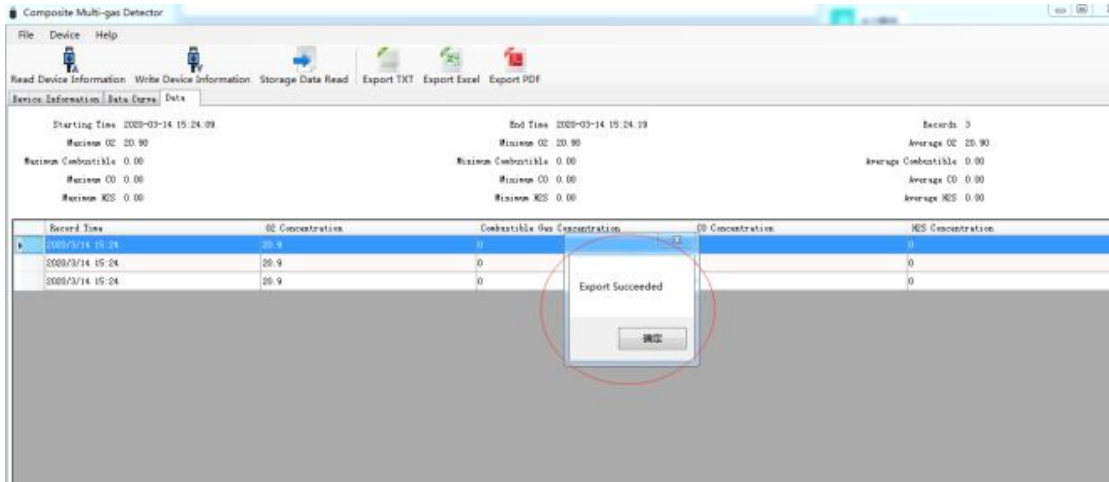 Composite Multi-gas Detector
File Device Help
Read Device Information Write Device Information Storage Data Read Export TXT Export Excel Export PDF
Device Information Data Curve Data
Starting Time 2020-03-14 15:24:09 End Time 2020-03-14 15:24:19 Records 3
Maximum O2 20.90 Minimum O2 20.90 Average O2 20.90
Maximum Combustible 0.00 Minimum Combustible 0.00 Average Combustible 0.00
Maximum CO 0.00 Minimum CO 0.00 Average CO 0.00
Maximum H2S 0.00 Minimum H2S 0.00 Average H2S 0.00
Record Time O2 Concentration Combustible Gas Concentration CO Concentration H2S Concentration
2020/3/14 15:24 20.9 0 0
2020/3/14 15:24 20.9 0 0
2020/3/14 15:24 20.9 0 0
Export Succeeded
确定